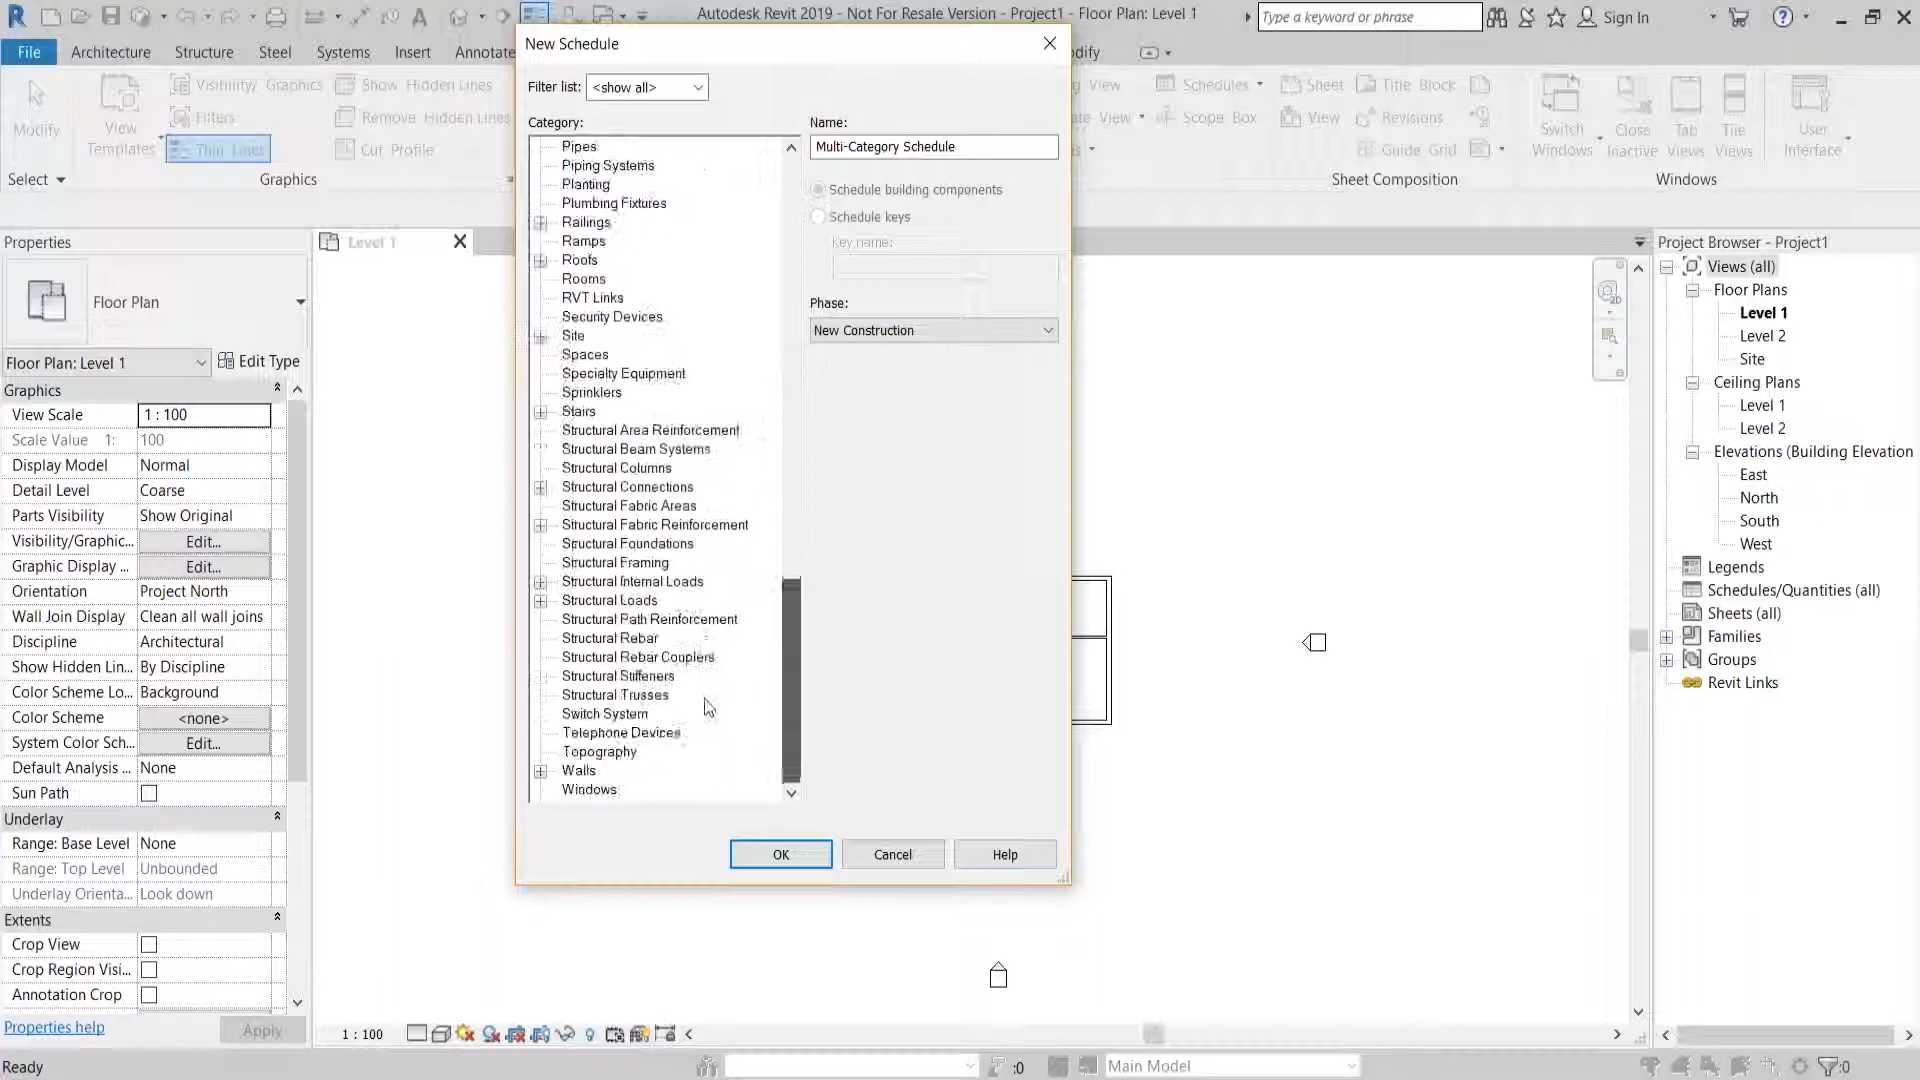 Autodesk Revit 2019 - Not For Resale Version - Project1 - Floor Plan: Level 1
Type a keyword or phrase
Sign In
File
Architecture
Structure
Steel
Systems
Insert
Annotate
odify
Modify
View
Templates
Visibility/ Graphics
Filters
Thin Lines
Show Hidden Lines
Remove Hidden Lines
Cut Profile
Schedules
Scope Box
Sheet
View
Title Block
Revisions
Guide Grid
Switch
Windows
Close
Inactive
Tab
Views
Tile
Views
User
Interface
Select
Graphics
Sheet Composition
Windows
New Schedule
Filter list:
<show all>
Category:
Pipes
Piping Systems
Planting
Plumbing Fixtures
Railings
Ramps
Roofs
Rooms
RVT Links
Security Devices
Site
Spaces
Specialty Equipment
Sprinklers
Stairs
Structural Area Reinforcement
Structural Beam Systems
Structural Columns
Structural Connections
Structural Fabric Areas
Structural Fabric Reinforcement
Structural Foundations
Structural Framing
Structural Internal Loads
Structural Loads
Structural Path Reinforcement
Structural Rebar
Structural Rebar Couplers
Structural Stiffeners
Structural Trusses
Switch System
Telephone Devices
Topography
Walls
Windows
Name:
Multi-Category Schedule
Schedule building components
Schedule keys
Key name:
Phase:
New Construction
OK
Cancel
Help
Level 1
Properties
Floor Plan
Floor Plan: Level 1
Edit Type
Graphics
View Scale 1 : 100
Scale Value 1: 100
Display Model Normal
Detail Level Coarse
Parts Visibility Show Original
Visibility/Graphic... Edit...
Graphic Display ... Edit...
Orientation Project North
Wall Join Display Clean all wall joins
Discipline Architectural
Show Hidden Lin... By Discipline
Color Scheme Lo... Background
Color Scheme <none>
System Color Sch... Edit...
Default Analysis ... None
Sun Path
Underlay
Range: Base Level None
Range: Top Level Unbounded
Underlay Orienta... Look down
Extents
Crop View
Crop Region Visi...
Annotation Crop
Properties help
Apply
1 : 100
Ready
:0
Main Model
:0
Project Browser - Project1
Views (all)
Floor Plans
Level 1
Level 2
Site
Ceiling Plans
Level 1
Level 2
Elevations (Building Elevation
East
North
South
West
Legends
Schedules/Quantities (all)
Sheets (all)
Families
Groups
Revit Links